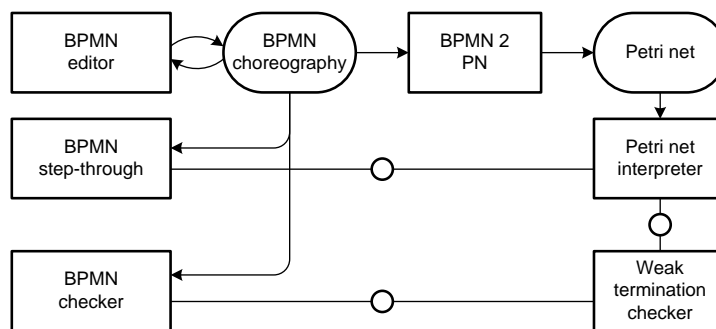 BPMN
editor
BPMN
choreography
BPMN 2
PN
Petri net
BPMN
step-through
Petri net
interpreter
BPMN
checker
Weak
termination
checker